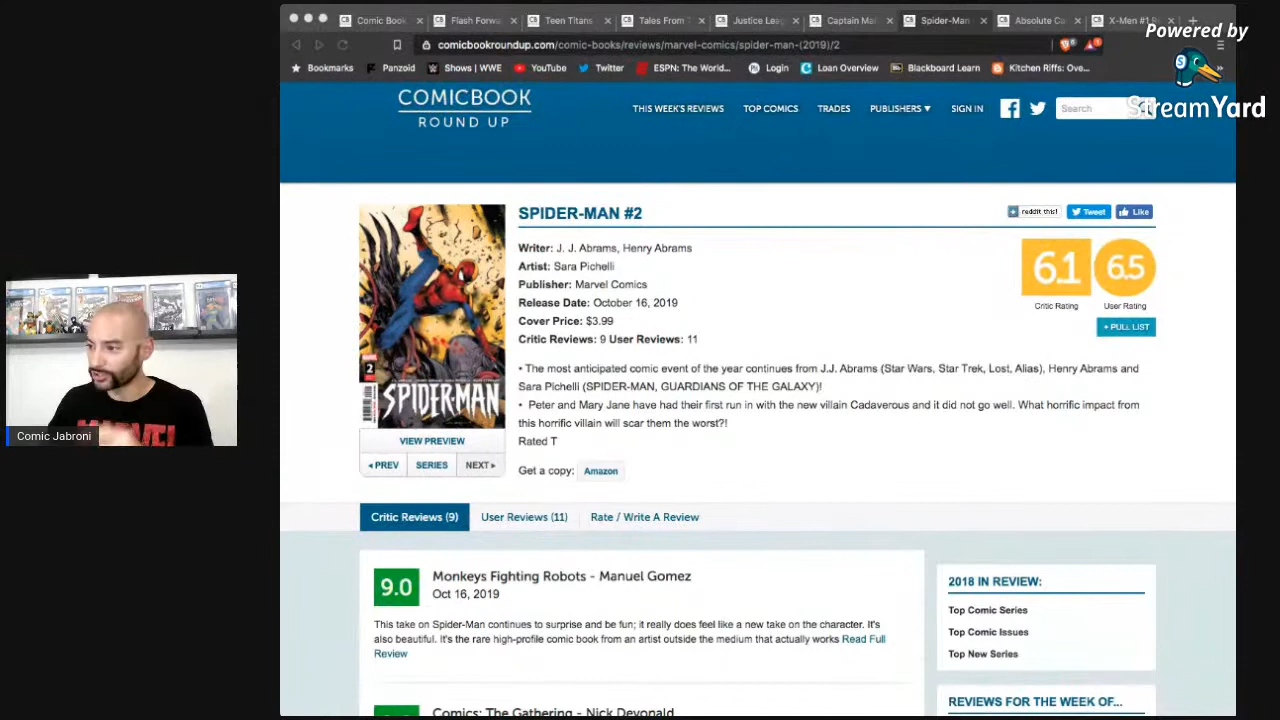 Comic Book
Flash Forwa
Teen Titans
Tales From T
Justice Leag
Captain Ma
Spider-Man
Absolute Ca
X-Men #1 R
Powered by
comicbookroundup.com/comic-books/reviews/marvel-comics/spider-man-(2019)/2
Bookmarks
Panzoid
Shows | WWE
YouTube
Twitter
ESPN: The World...
Login
Loan Overview
Blackboard Learn
Kitchen Riffs: Ove...
StreamYard
COMICBOOK
ROUND UP
THIS WEEK'S REVIEWS
TOP COMICS
TRADES
PUBLISHERS
SIGN IN
Search
SPIDER-MAN #2
reddit this!
Tweet
Like
Writer: J. J. Abrams, Henry Abrams
Artist: Sara Pichelli
Publisher: Marvel Comics
Release Date: October 16, 2019
Cover Price: $3.99
Critic Reviews: 9 User Reviews: 11
6.1
6.5
Critic Rating
User Rating
+ PULL LIST
• The most anticipated comic event of the year continues from J.J. Abrams (Star Wars, Star Trek, Lost, Alias), Henry Abrams and
Sara Pichelli (SPIDER-MAN, GUARDIANS OF THE GALAXY)!
• Peter and Mary Jane have had their first run in with the new villain Cadaverous and it did not go well. What horrific impact from
this horrific villain will scar them the worst?!
Rated T
2
SPIDER-MAN
VIEW PREVIEW
PREV
SERIES
NEXT
Get a copy: Amazon
Comic Jabroni
Critic Reviews (9)
User Reviews (11)
Rate / Write A Review
9.0
Monkeys Fighting Robots - Manuel Gomez
Oct 16, 2019
This take on Spider-Man continues to surprise and be fun; it really does feel like a new take on the character. It's
also beautiful. It's the rare high-profile comic book from an artist outside the medium that actually works Read Full
Review
Comics: The Gathering - Nick Devonald
2018 IN REVIEW:
Top Comic Series
Top Comic Issues
Top New Series
REVIEWS FOR THE WEEK OF...